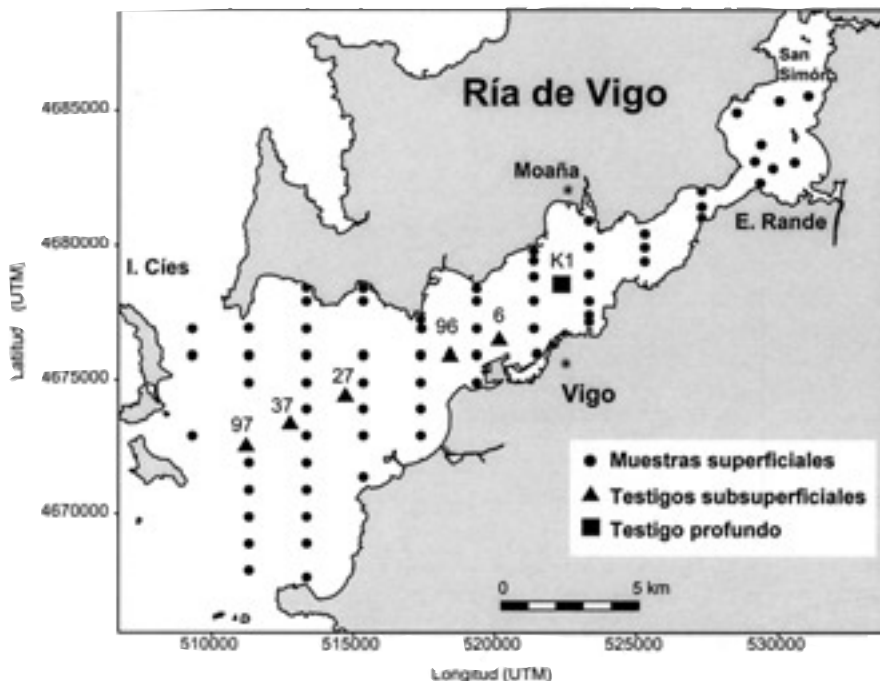 San
Simón
Ría de Vigo
4685000
Moaña
E. Rande
4680000
I. Cíes
K1
6
96
Latitud (UTM)
4675000
27
Vigo
37
97
Muestras superficiales
Testigos subsuperficiales
Testigo profundo
4670000
0 5 km
510000 515000 520000 525000 530000
Longitud (UTM)